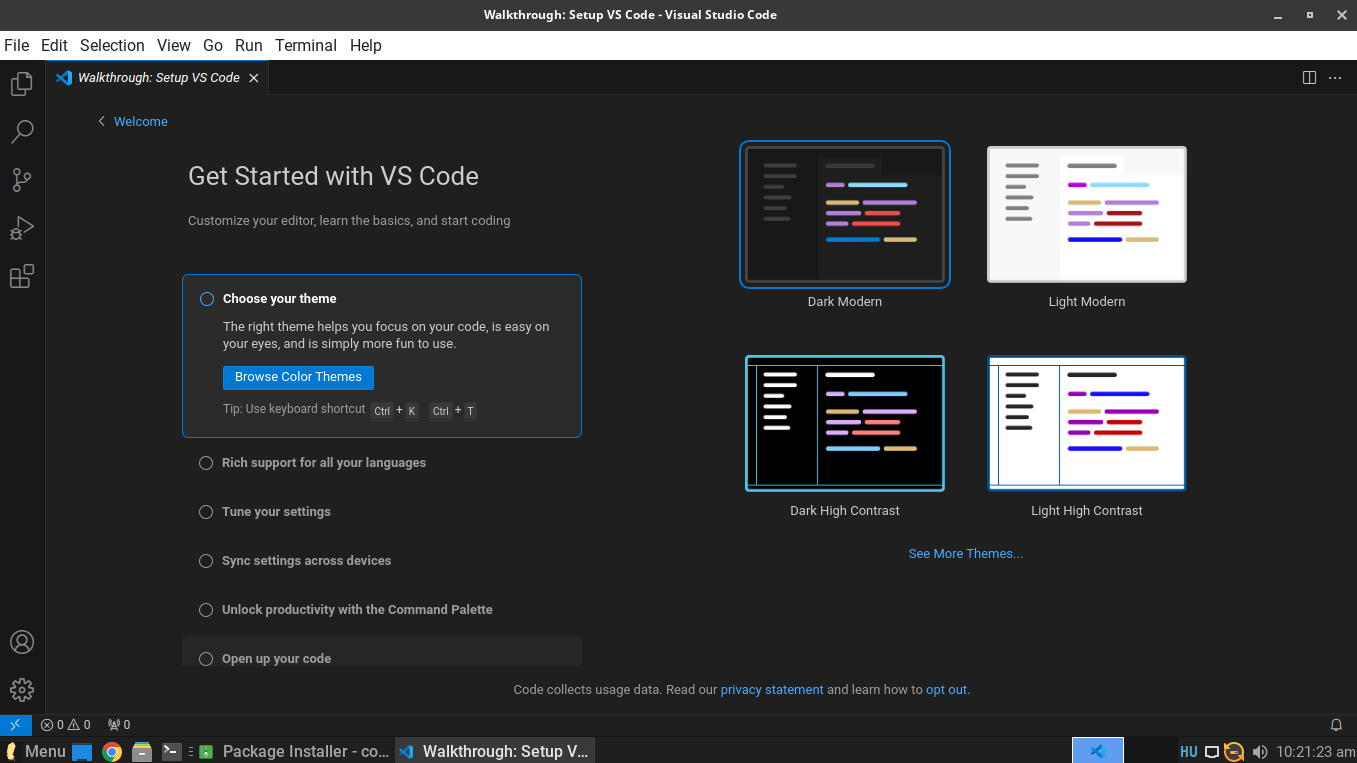 Walkthrough: Setup VS Code - Visual Studio Code
File Edit Selection View Go Run Terminal Help
Walkthrough: Setup VS Code
Welcome
Get Started with VS Code
Customize your editor, learn the basics, and start coding
Choose your theme
The right theme helps you focus on your code, is easy on
your eyes, and is simply more fun to use.
Browse Color Themes
Tip: Use keyboard shortcut Ctrl + K Ctrl + T
Rich support for all your languages
Tune your settings
Sync settings across devices
Unlock productivity with the Command Palette
Open up your code
Dark Modern
Light Modern
Dark High Contrast
Light High Contrast
See More Themes...
Code collects usage data. Read our privacy statement and learn how to opt out.
0 0 0
Menu Package Installer - co... Walkthrough: Setup V... HU 10:21:23 am